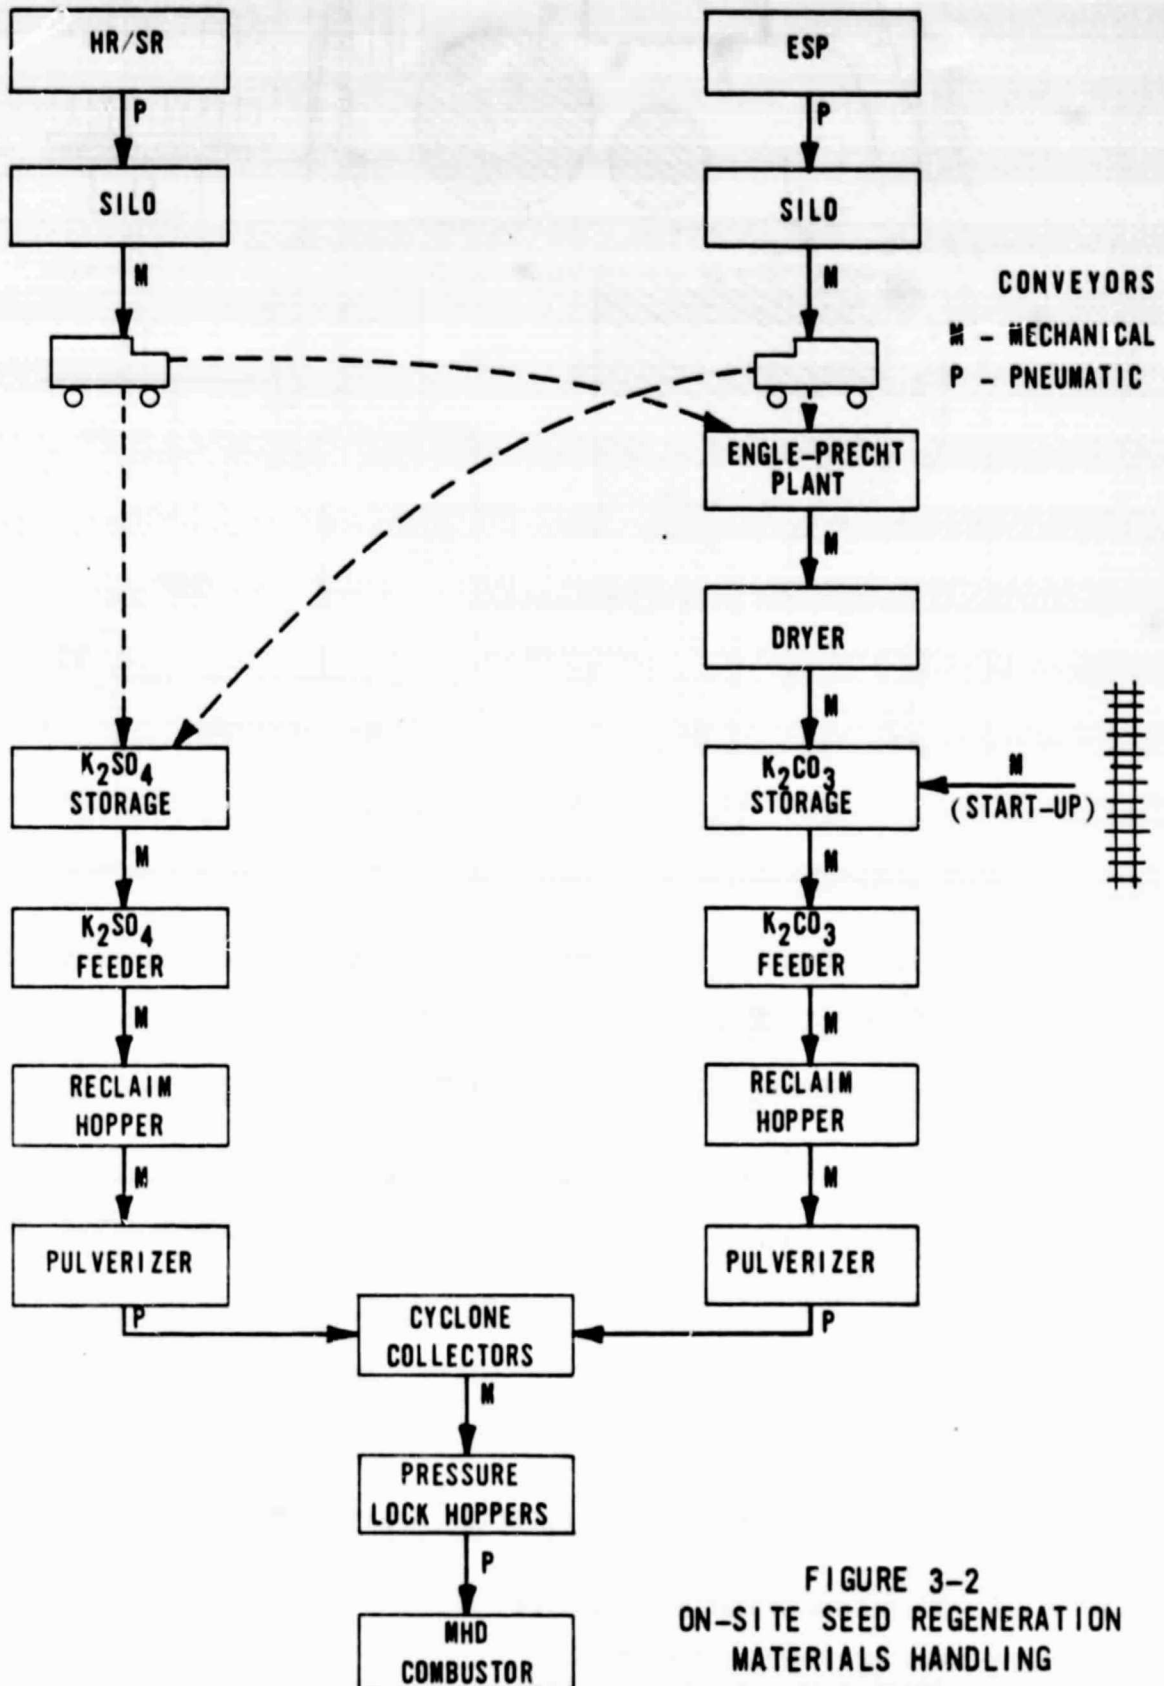 HR/SR
P
SILO
M
ESP
P
SILO
M
CONVEYORS
M - MECHANICAL
P - PNEUMATIC
ENGLE-PRECHT
PLANT
M
DRYER
M
K2SO4
STORAGE
M
K2SO4
FEEDER
M
RECLAIM
HOPPER
M
PULVERIZER
P
K2CO3
STORAGE
M
(START-UP)
M
K2CO3
FEEDER
M
RECLAIM
HOPPER
M
PULVERIZER
P
CYCLONE
COLLECTORS
M
PRESSURE
LOCK HOPPERS
P
MHD
COMBUSTOR
FIGURE 3-2
ON-SITE SEED REGENERATION
MATERIALS HANDLING